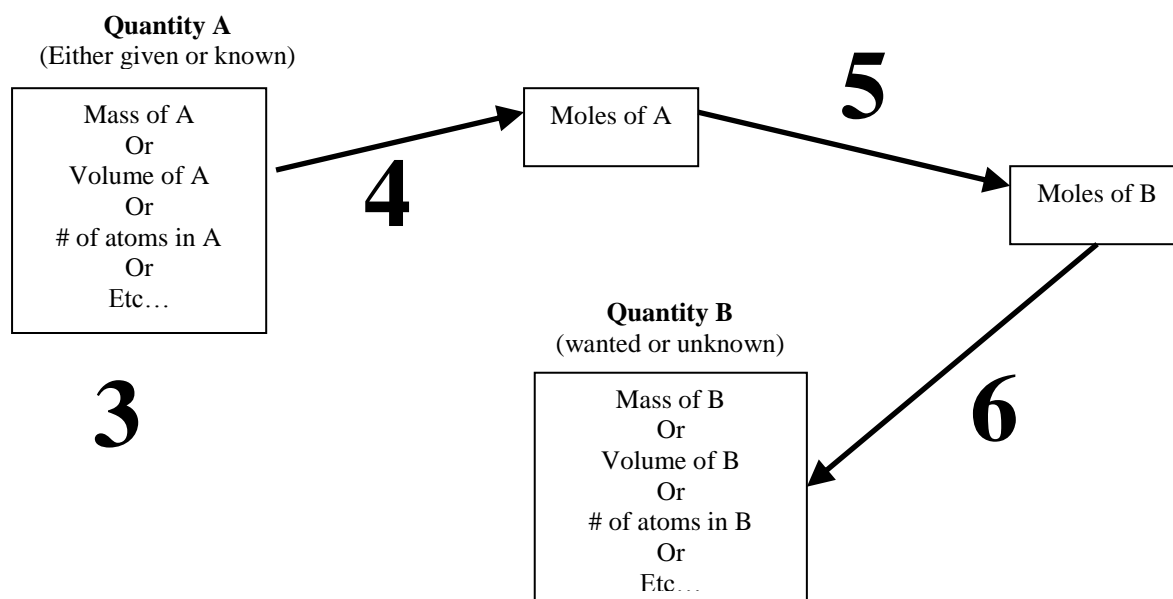 Quantity A
(Either given or known)
Mass of A
Or
Volume of A
Or
# of atoms in A
Or
Etc…
3
4
Moles of A
5
Moles of B
6
Quantity B
(wanted or unknown)
Mass of B
Or
Volume of B
Or
# of atoms in B
Or
Etc…